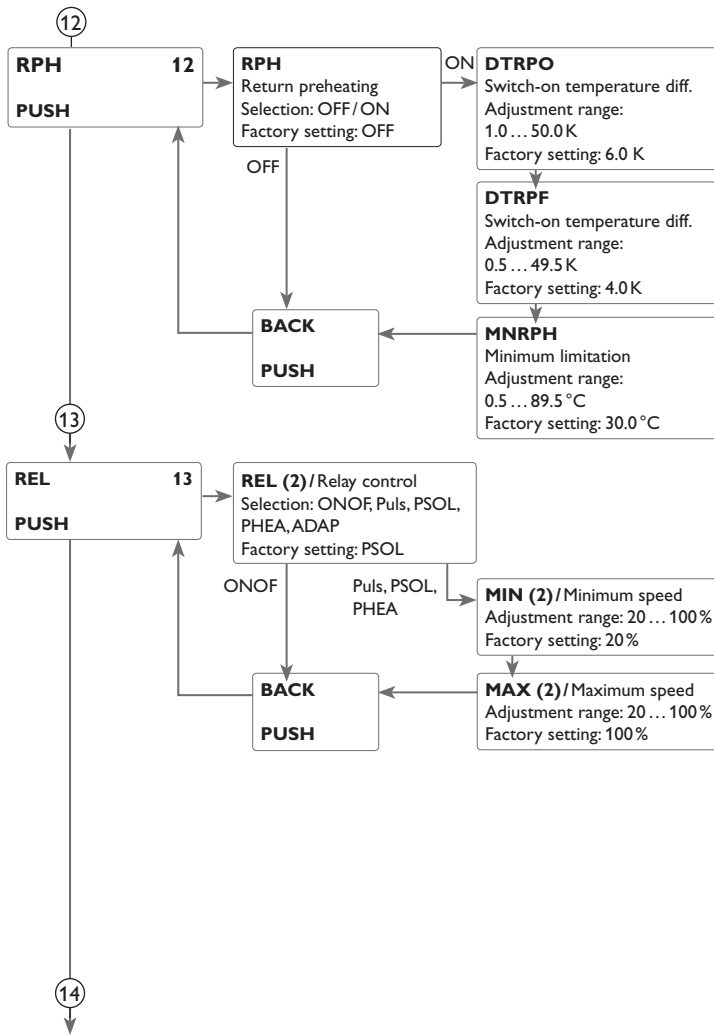 12
RPH 12
PUSH
RPH
Return preheating
Selection: OFF / ON
Factory setting: OFF
ON
OFF
DTRPO
Switch-on temperature diff.
Adjustment range:
1.0 … 50.0 K
Factory setting: 6.0 K
DTRPF
Switch-on temperature diff.
Adjustment range:
0.5 … 49.5 K
Factory setting: 4.0 K
MNRPH
Minimum limitation
Adjustment range:
0.5 … 89.5 °C
Factory setting: 30.0 °C
BACK
PUSH
13
REL 13
PUSH
REL (2) / Relay control
Selection: ONOF, Puls, PSOL,
PHEA, ADAP
Factory setting: PSOL
ONOF
Puls, PSOL,
PHEA
MIN (2) / Minimum speed
Adjustment range: 20 … 100 %
Factory setting: 20 %
MAX (2) / Maximum speed
Adjustment range: 20 … 100 %
Factory setting: 100 %
BACK
PUSH
14